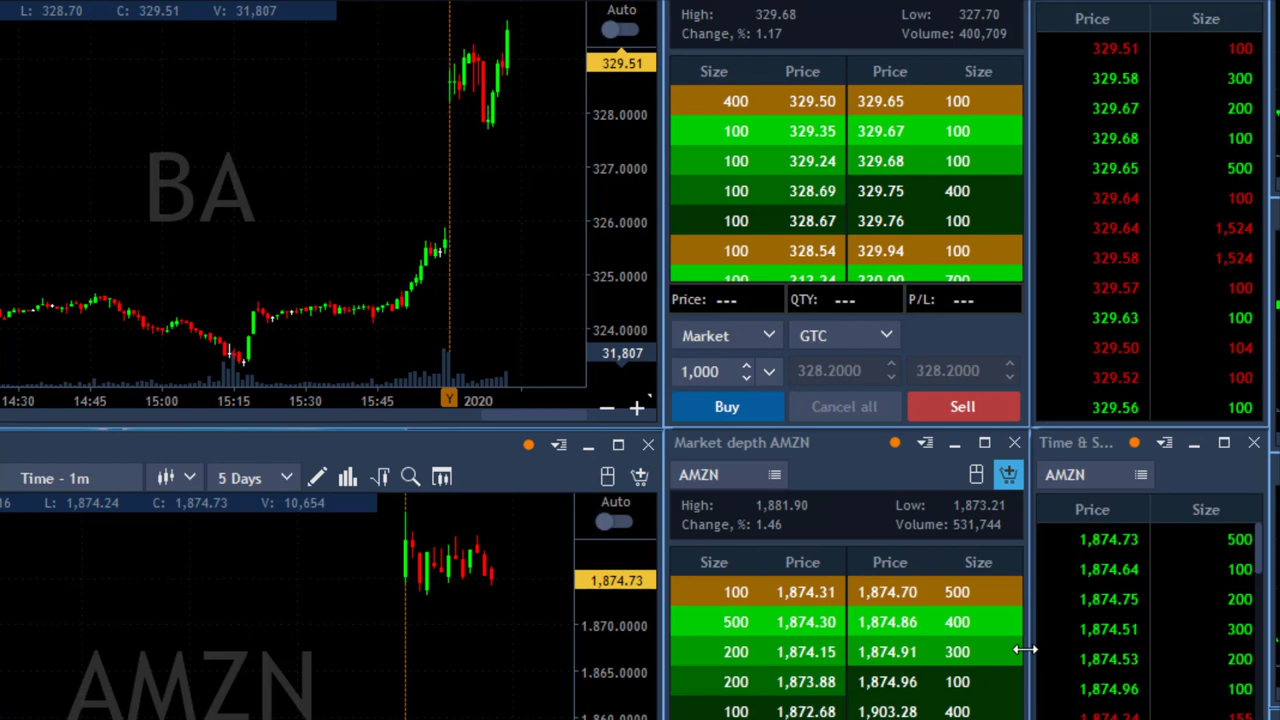 L: 328.70 C: 329.51 V: 31,807
Auto
329.51
328.0000
327.0000
326.0000
325.0000
324.0000
31,807
BA
14:30 14:45 15:00 15:15 15:30 15:45 Y 2020
High: 329.68 Low: 327.70
Change, %: 1.17 Volume: 400,709
Size Price Price Size
400 329.50 329.65 100
100 329.35 329.67 100
100 329.24 329.68 100
100 328.69 329.75 400
100 328.67 329.76 100
100 328.54 329.94 100
Price: --- QTY: --- P/L: ---
Market GTC
1,000 328.2000 328.2000
Buy Cancel all Sell
Price Size
329.51 100
329.58 300
329.67 200
329.68 100
329.65 500
329.64 100
329.64 1,524
329.58 1,524
329.57 100
329.63 100
329.50 104
329.52 100
329.56 100
Time - 1m 5 Days
16 L: 1,874.24 C: 1,874.73 V: 10,654
Auto
1,874.73
1,870.0000
1,865.0000
AMZN
Market depth AMZN
AMZN
High: 1,881.90 Low: 1,873.21
Change, %: 1.46 Volume: 531,744
Size Price Price Size
100 1,874.31 1,874.70 500
500 1,874.30 1,874.86 400
200 1,874.15 1,874.91 300
200 1,873.88 1,874.96 100
100 1,872.68 1,903.28 400
Time & S...
AMZN
Price Size
1,874.73 500
1,874.64 100
1,874.75 200
1,874.51 300
1,874.53 200
1,874.96 100